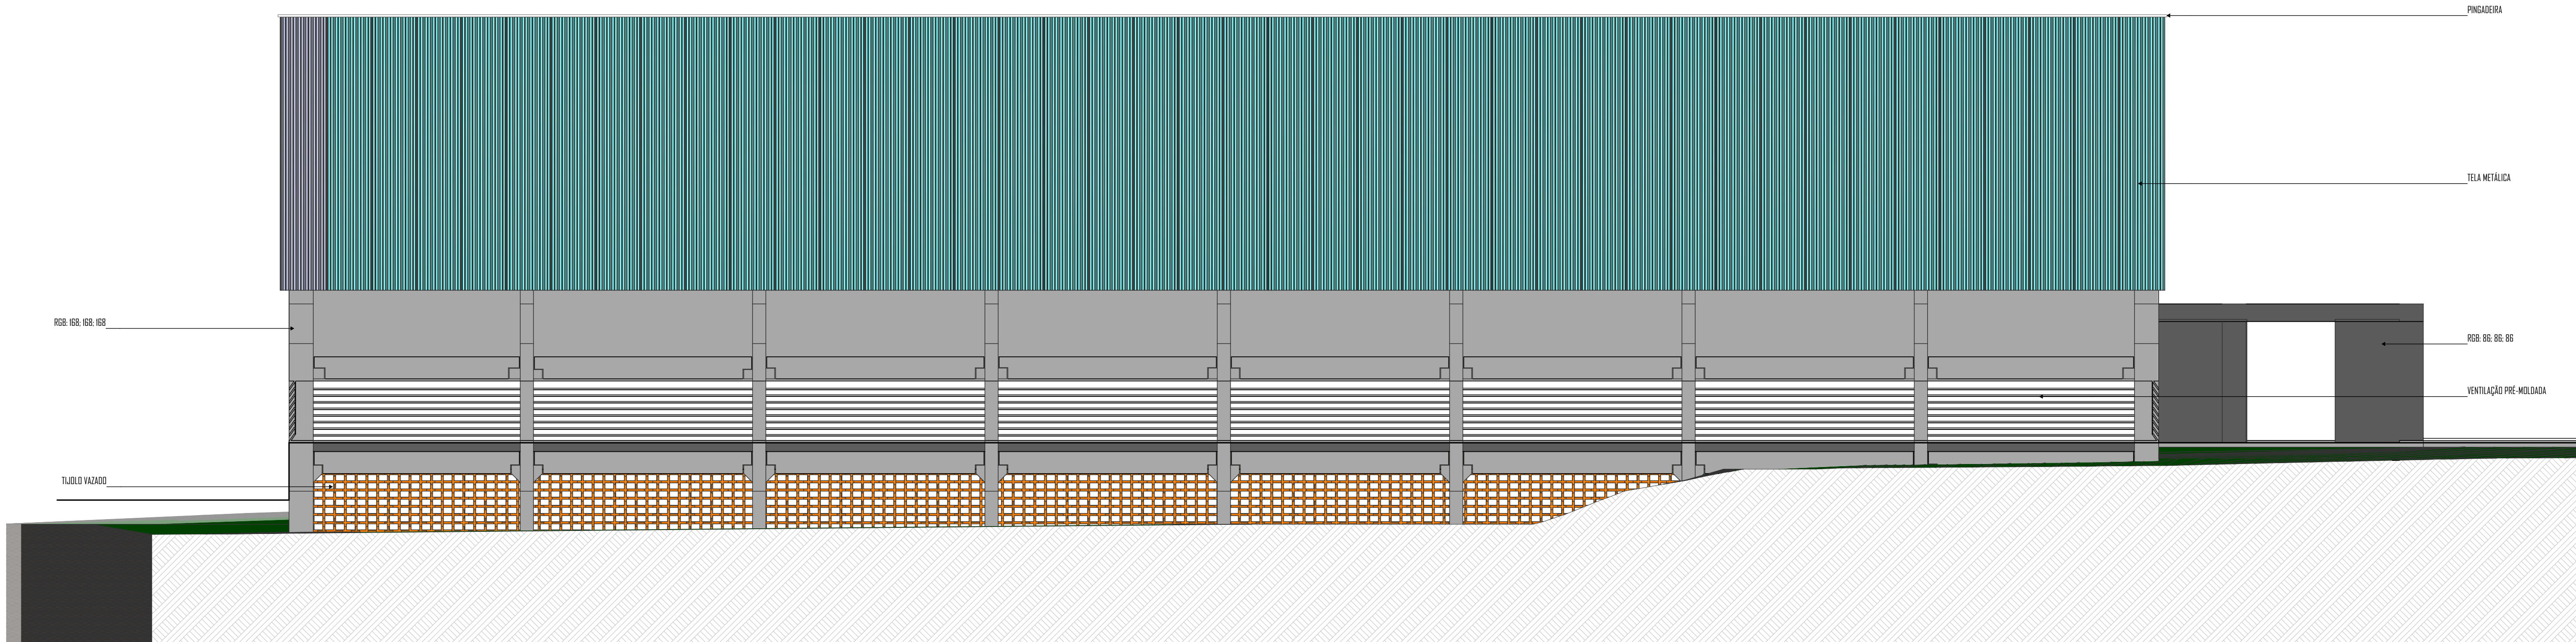 PINGADEIRA
TELA METÁLICA
RGB: 168; 168; 168
RGB: 86; 86; 86
VENTILAÇÃO PRÉ-MOLDADA
TIJOLO VAZADO